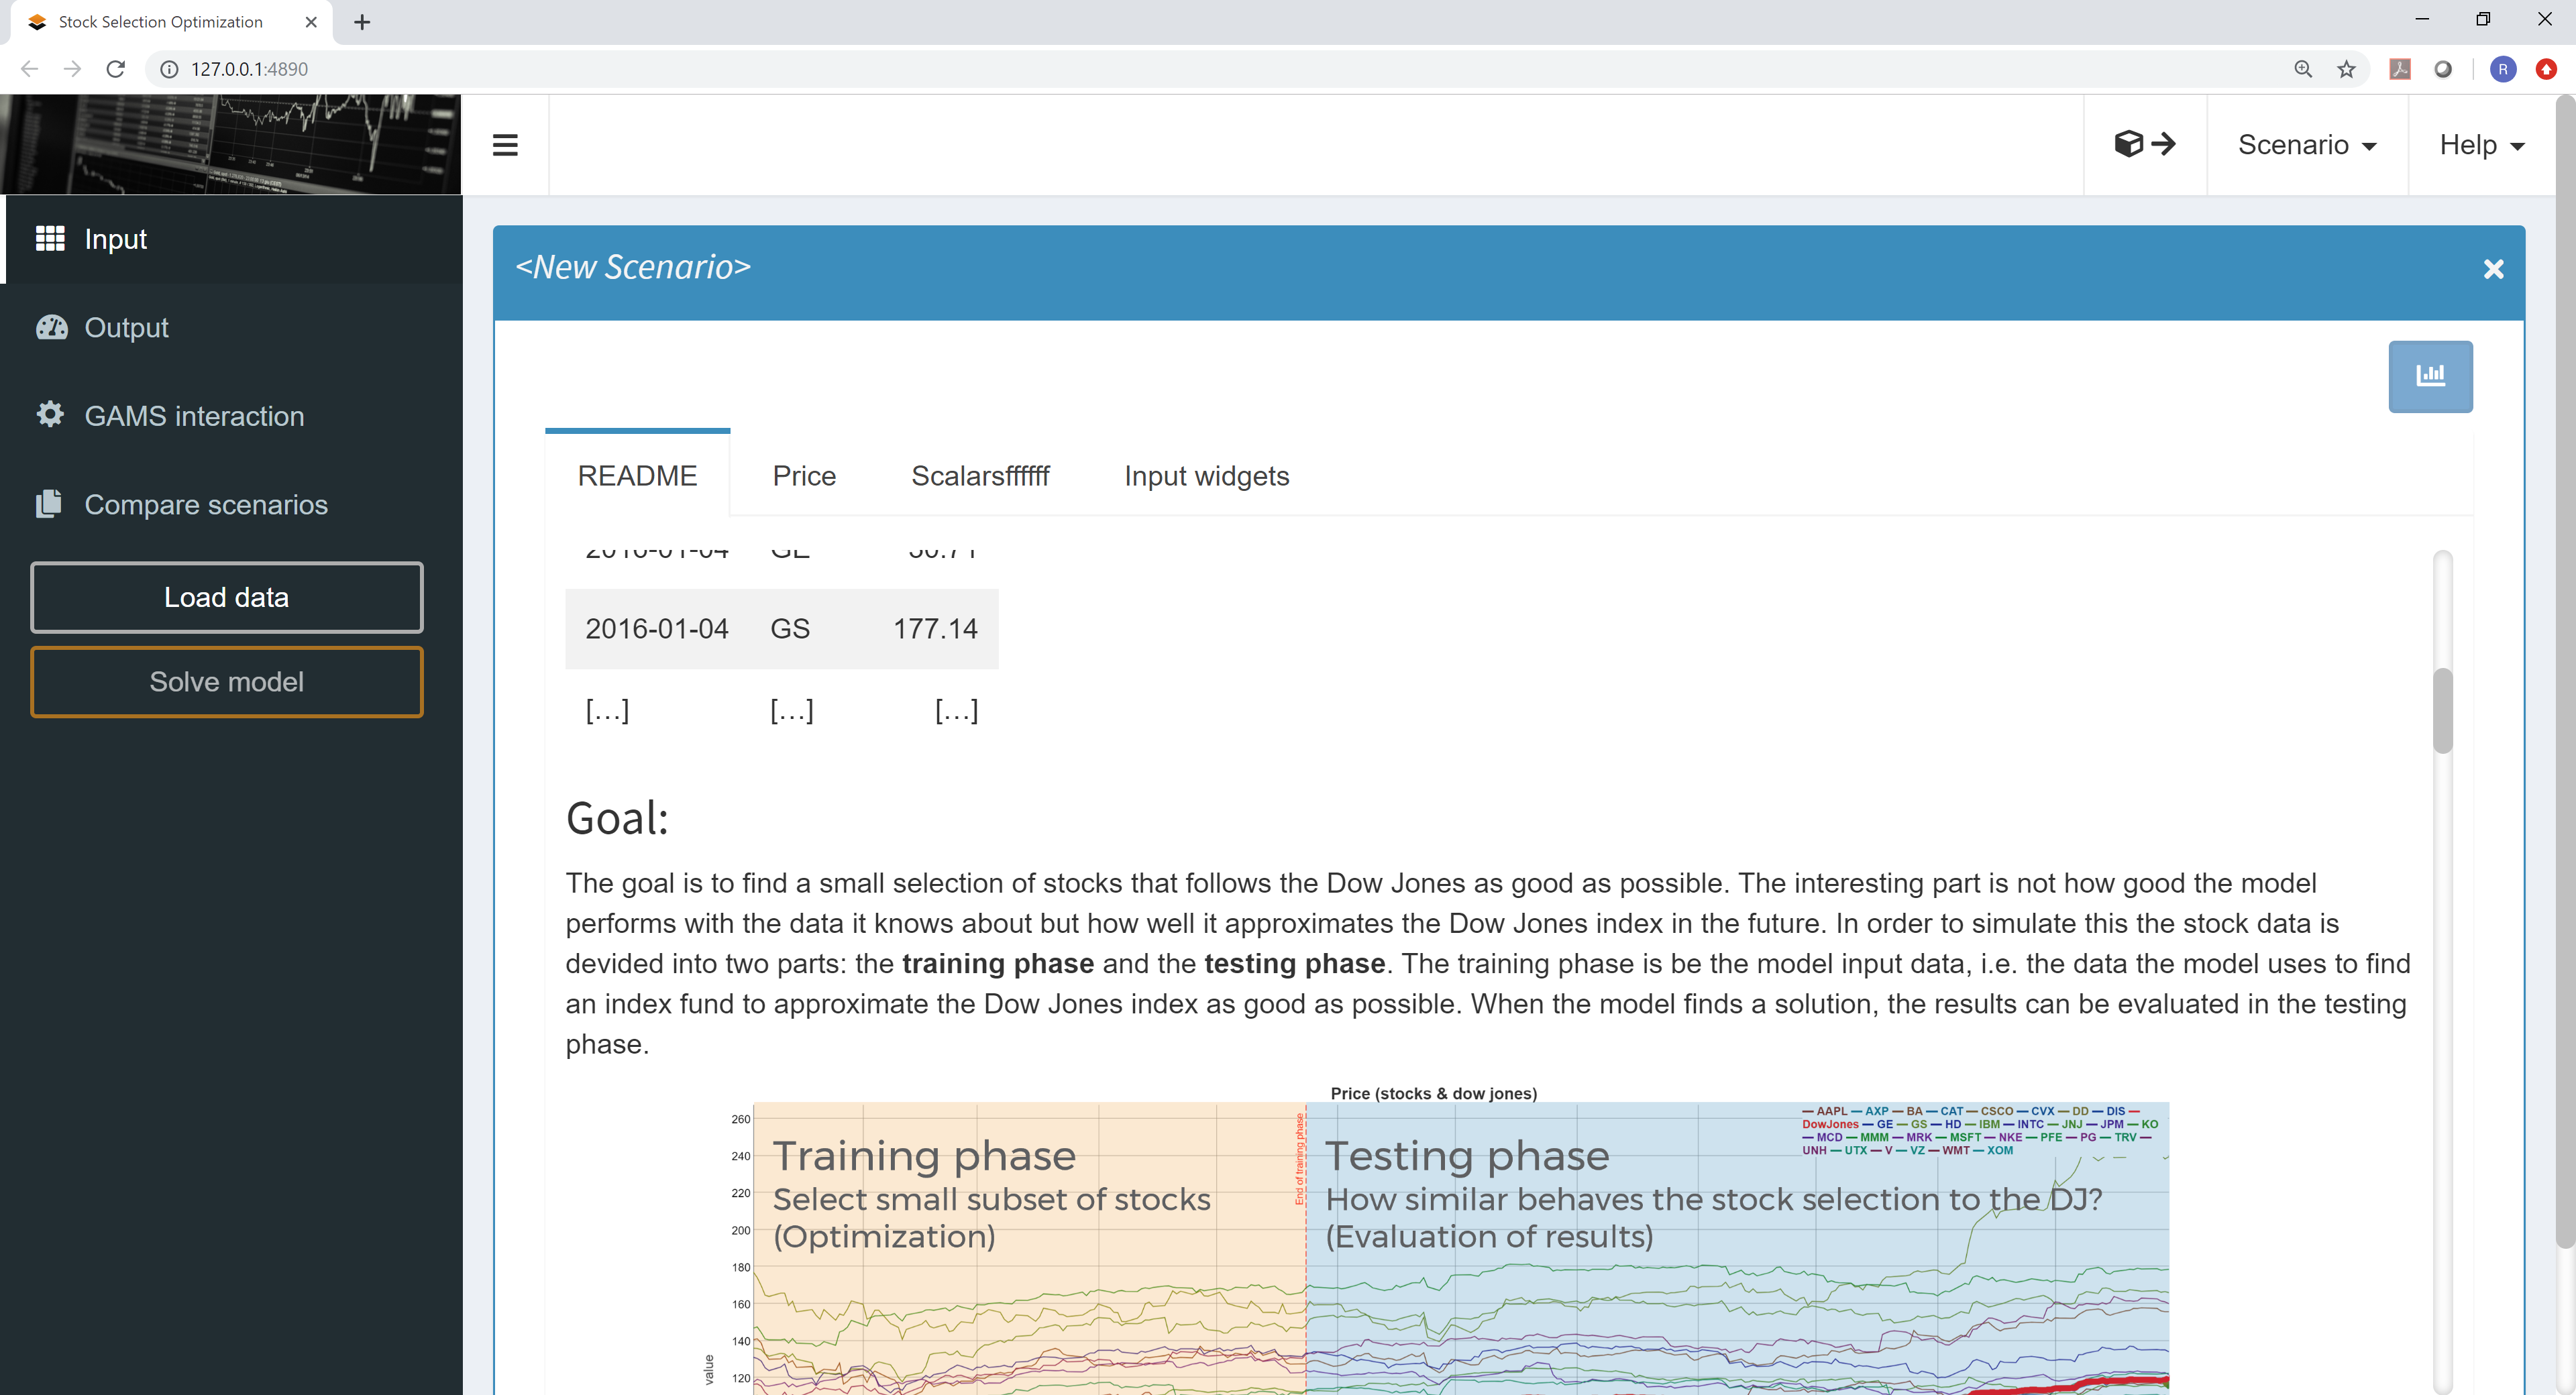 Stock Selection Optimization
127.0.0.1:4890
R
Scenario
Help
Input
Output
GAMS interaction
Compare scenarios
Load data
Solve model
<New Scenario>
README Price Scalarsffffff Input widgets
2016-01-04 GE 30.71
2016-01-04 GS 177.14
[…] […] […]
Goal:
The goal is to find a small selection of stocks that follows the Dow Jones as good as possible. The interesting part is not how good the model
performs with the data it knows about but how well it approximates the Dow Jones index in the future. In order to simulate this the stock data is
devided into two parts: the training phase and the testing phase. The training phase is be the model input data, i.e. the data the model uses to find
an index fund to approximate the Dow Jones index as good as possible. When the model finds a solution, the results can be evaluated in the testing
phase.
Price (stocks & dow jones)
AAPL AXP BA CAT CSCO CVX DD DIS
DowJones GE GS HD IBM INTC JNJ JPM KO
MCD MMM MRK MSFT NKE PFE PG TRV
UNH UTX V VZ WMT XOM
Training phase
Select small subset of stocks
(Optimization)
End of training phase
Testing phase
How similar behaves the stock selection to the DJ?
(Evaluation of results)
260
240
220
200
180
160
140
120
value